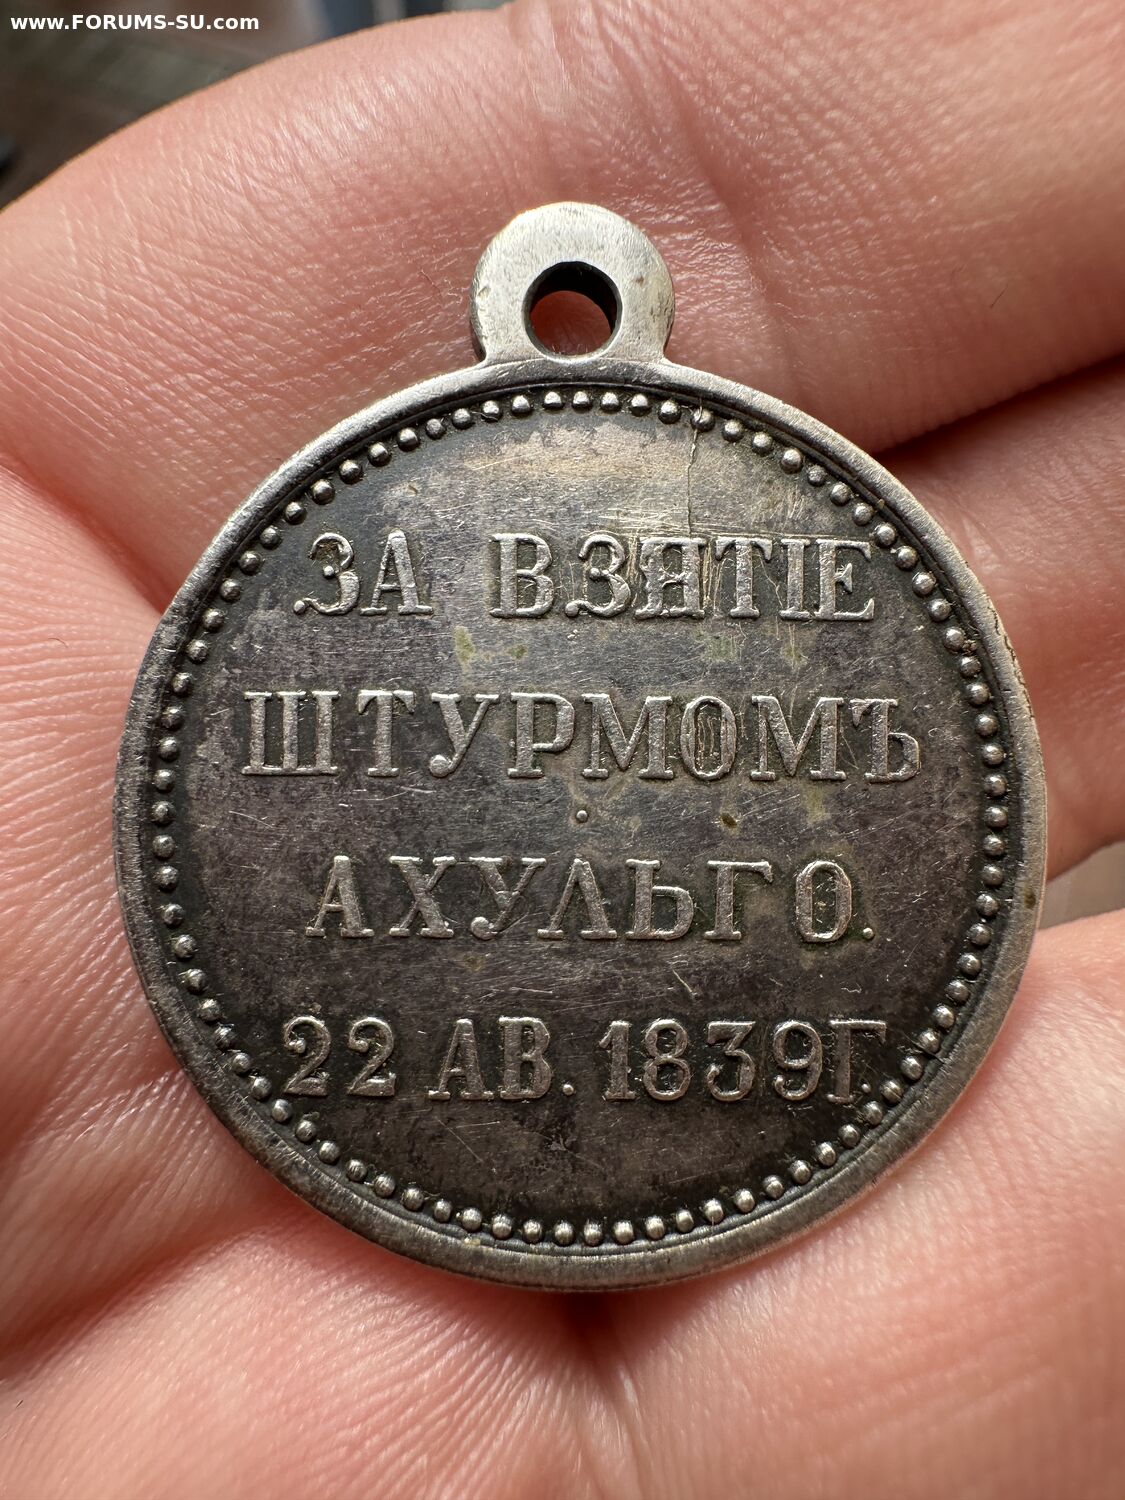 www.FORUMS-SU.com
ЗА ВЗЯТІЕ
ШТУРМОМЪ
АХУЛЬГО.
22 АВ. 1839Г.